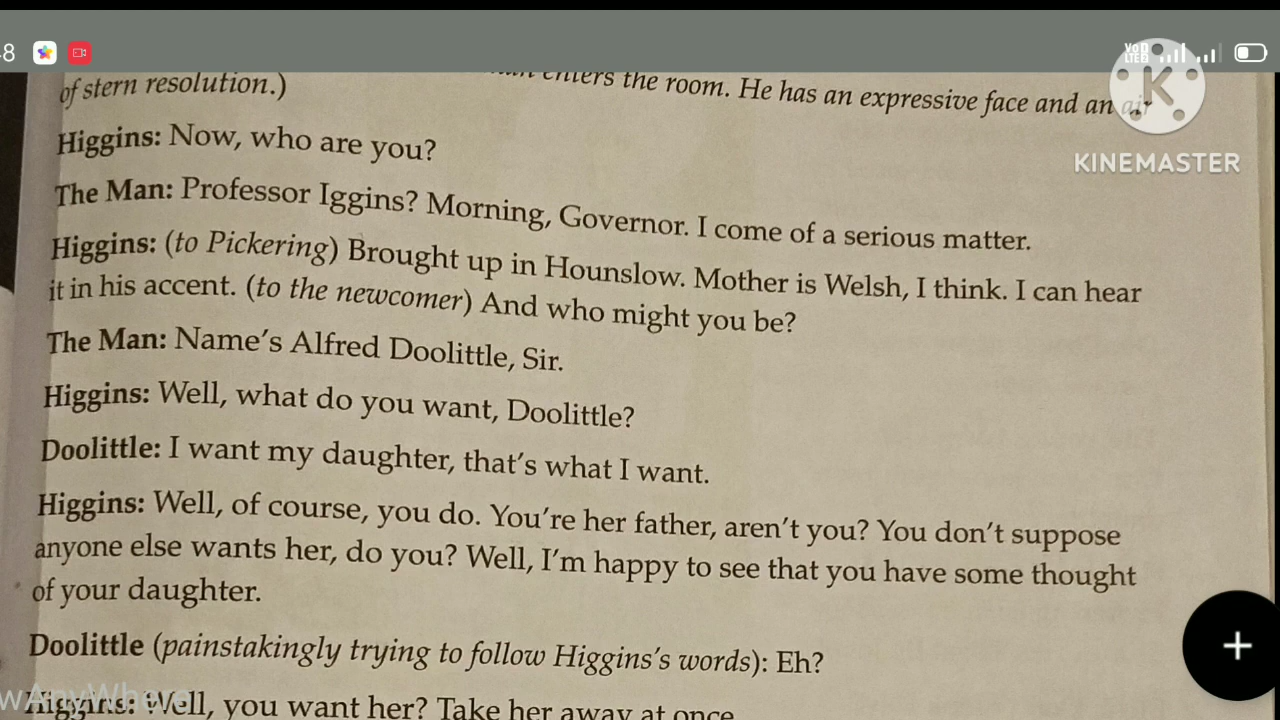 8
VoD
LTE2
enters the room. He has an expressive face and an air
of stern resolution.)
K
KINEMASTER
Higgins: Now, who are you?
The Man: Professor Iggins? Morning, Governor. I come of a serious matter.
Higgins: (to Pickering) Brought up in Hounslow. Mother is Welsh, I think. I can hear
it in his accent. (to the newcomer) And who might you be?
The Man: Name's Alfred Doolittle, Sir.
Higgins: Well, what do you want, Doolittle?
Doolittle: I want my daughter, that's what I want.
Higgins: Well, of course, you do. You're her father, aren't you? You don't suppose
anyone else wants her, do you? Well, I'm happy to see that you have some thought
of your daughter.
Doolittle (painstakingly trying to follow Higgins's words): Eh?
+
wAnyWhere
Higgins: Well, you want her? Take her away at once